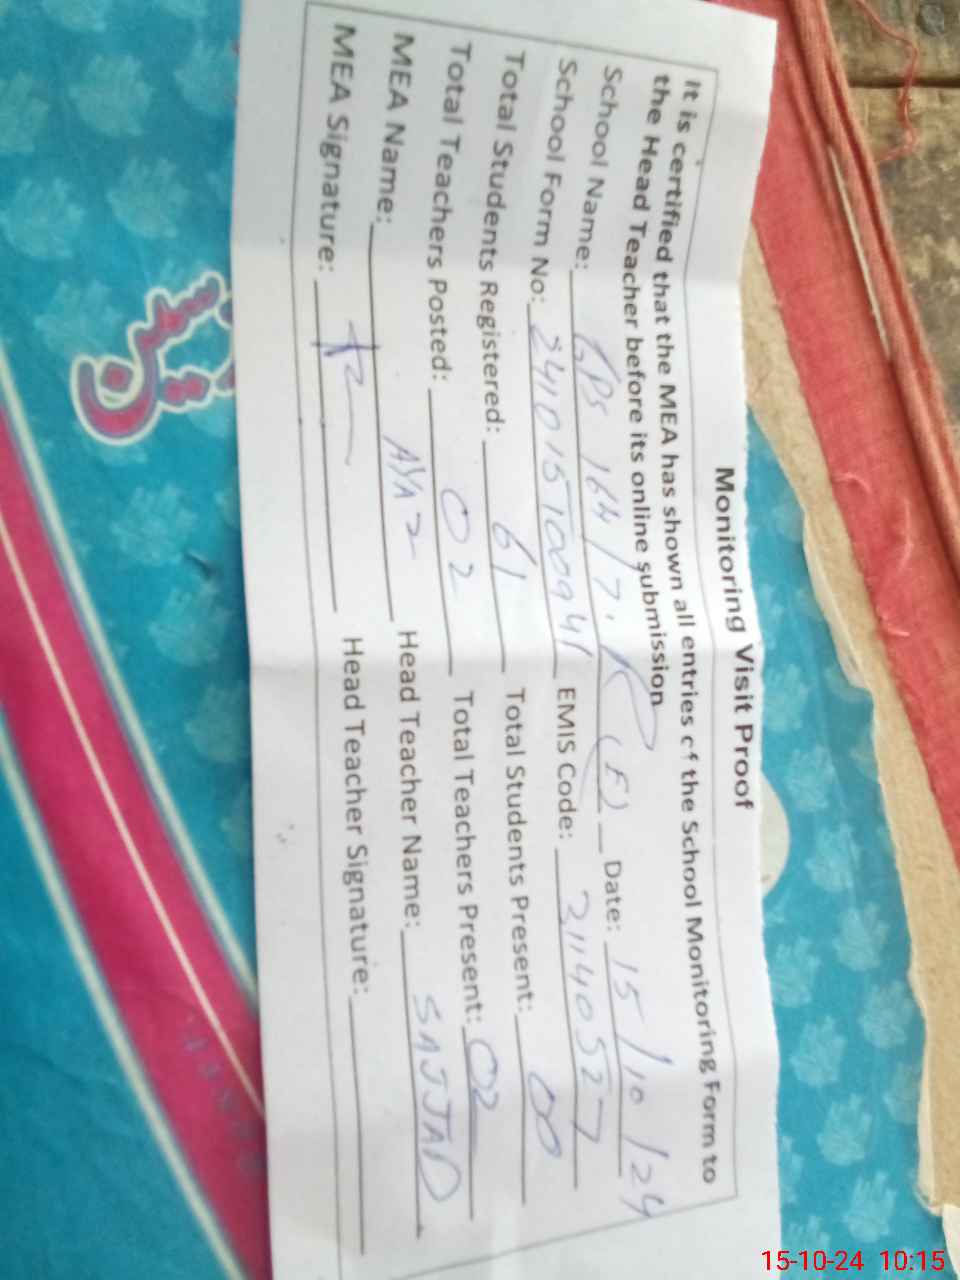 Monitoring Visit Proof
It is certified that the MEA has shown all entries of the School Monitoring Form to
the Head Teacher before its online submission
School Name: GPS 164/7.R (E) Date: 15/10/24
School Form No: 24101510094 EMIS Code: 31140527
Total Students Registered: 61 Total Students Present: 00
Total Teachers Posted: 02 Total Teachers Present: 02
MEA Name: AYAZ Head Teacher Name: SAJJAD
MEA Signature: Head Teacher Signature:
15-10-24 10:15